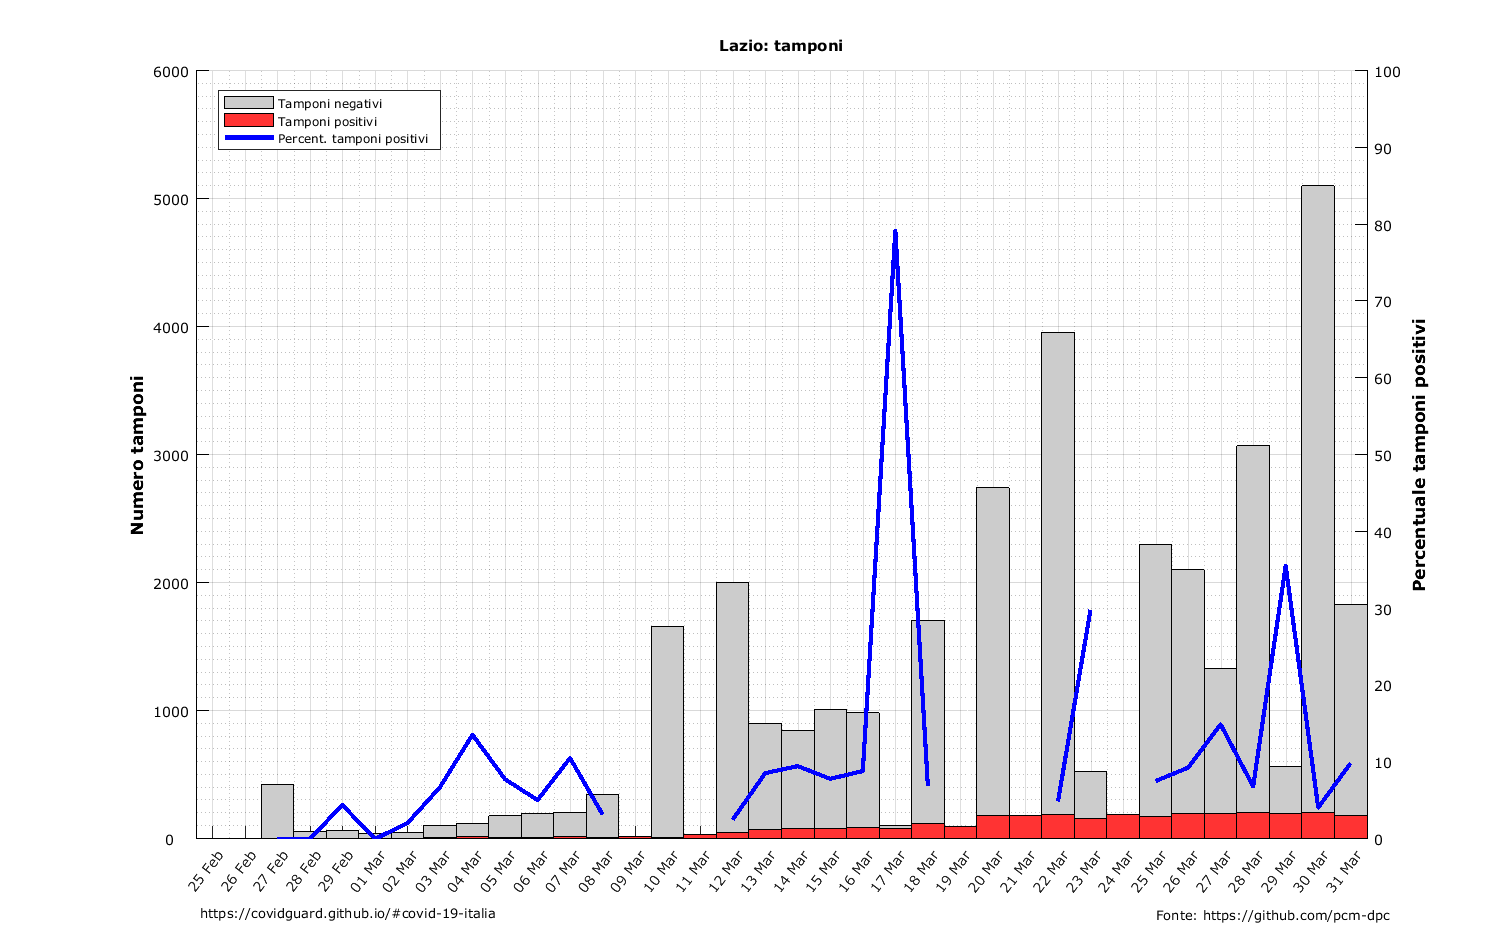 Lazio: tamponi
Tamponi negativi
Tamponi positivi
Percent. tamponi positivi
Numero tamponi
6000
5000
4000
3000
2000
1000
0
Percentuale tamponi positivi
100
90
80
70
60
50
40
30
20
10
0
25 Feb
26 Feb
27 Feb
28 Feb
29 Feb
01 Mar
02 Mar
03 Mar
04 Mar
05 Mar
06 Mar
07 Mar
08 Mar
09 Mar
10 Mar
11 Mar
12 Mar
13 Mar
14 Mar
15 Mar
16 Mar
17 Mar
18 Mar
19 Mar
20 Mar
21 Mar
22 Mar
23 Mar
24 Mar
25 Mar
26 Mar
27 Mar
28 Mar
29 Mar
30 Mar
31 Mar
https://covidguard.github.io/#covid-19-italia
Fonte: https://github.com/pcm-dpc